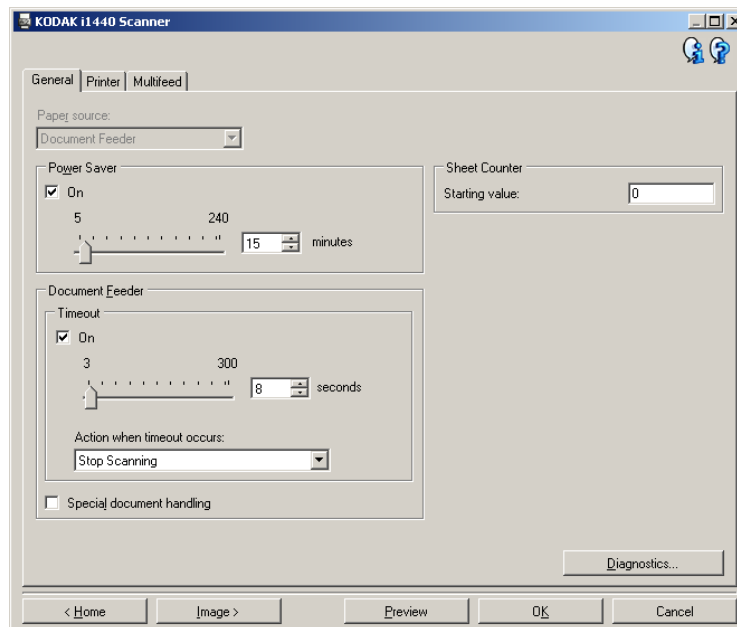 KODAK i1440 Scanner
General Printer Multifeed
Paper source:
Document Feeder
Power Saver
On
5 240
15 minutes
Sheet Counter
Starting value: 0
Document Feeder
Timeout
On
3 300
8 seconds
Action when timeout occurs:
Stop Scanning
Special document handling
Diagnostics...
< Home Image > Preview OK Cancel